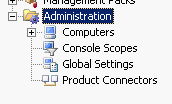 Management Packs
Administration
Computers
Console Scopes
Global Settings
Product Connectors